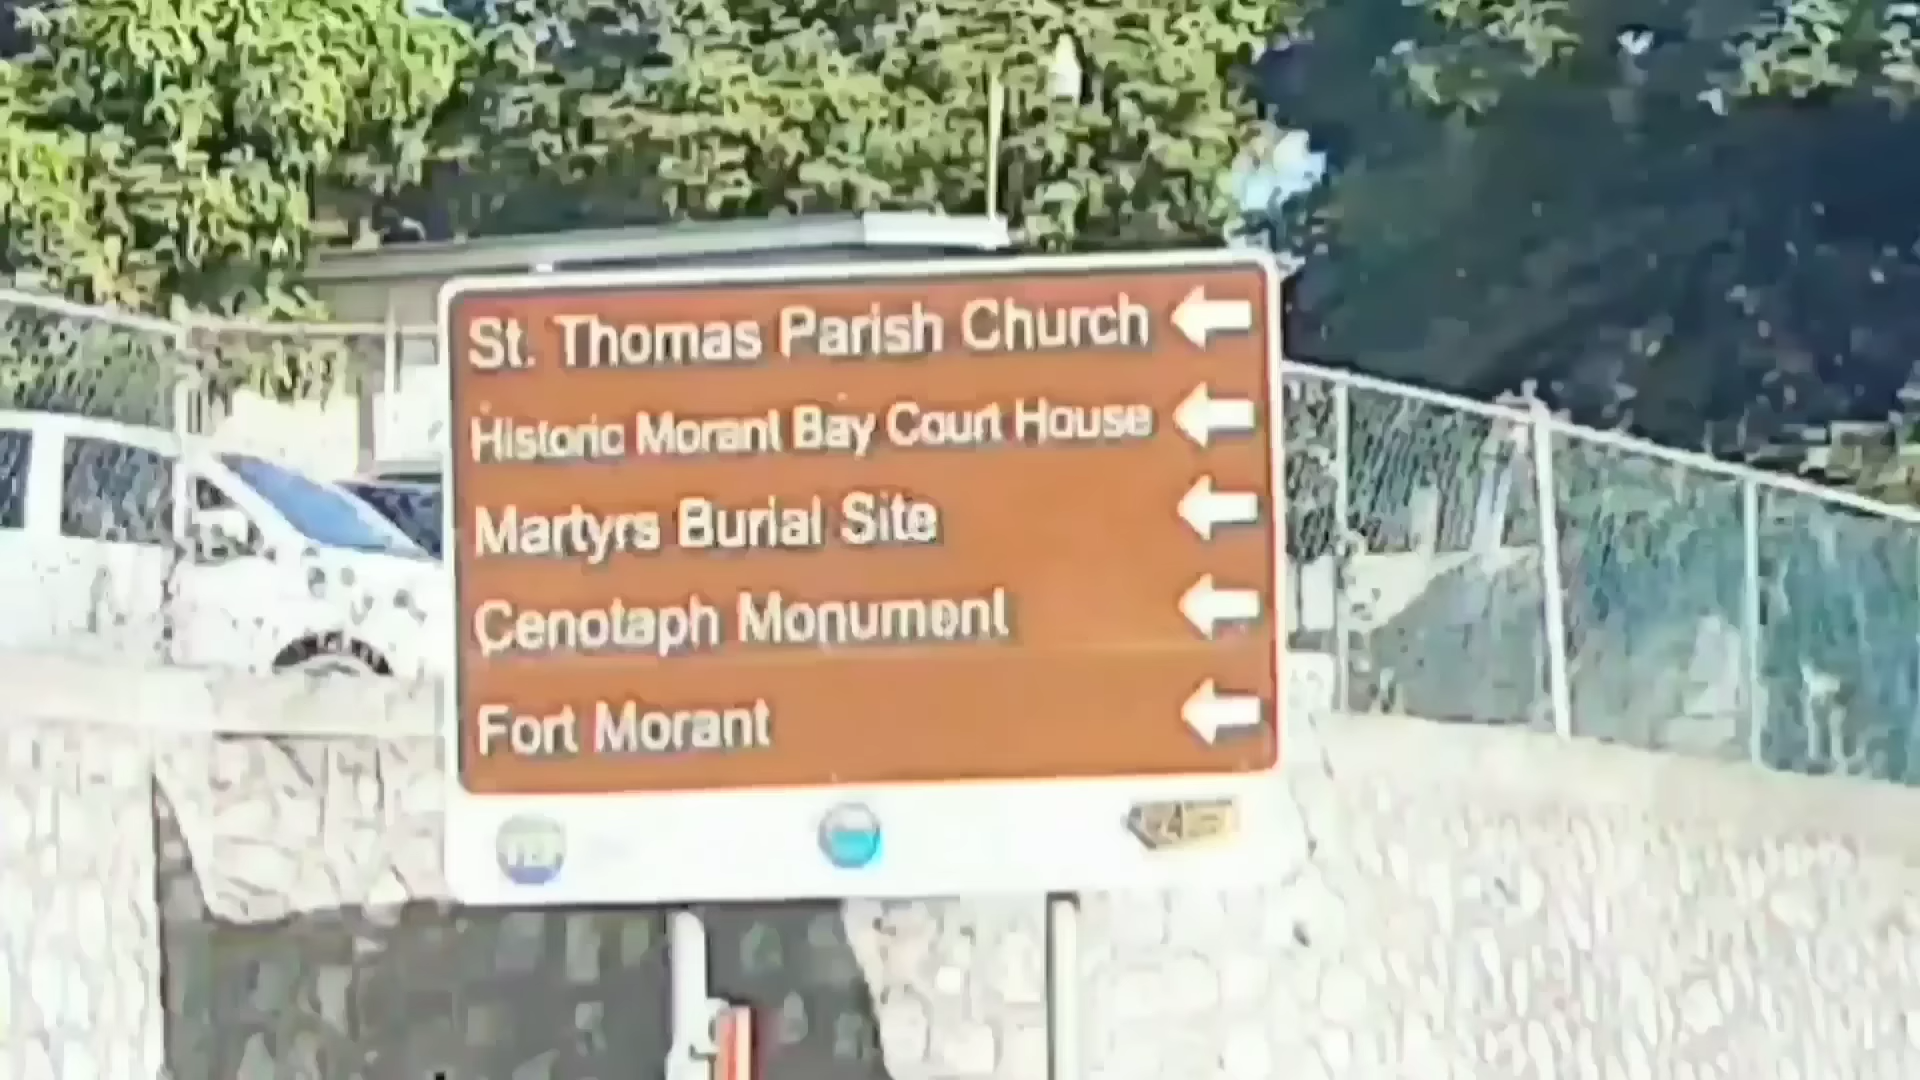 St. Thomas Parish Church
Historic Morant Bay Court House
Martyrs Burial Site
Cenotaph Monument
Fort Morant